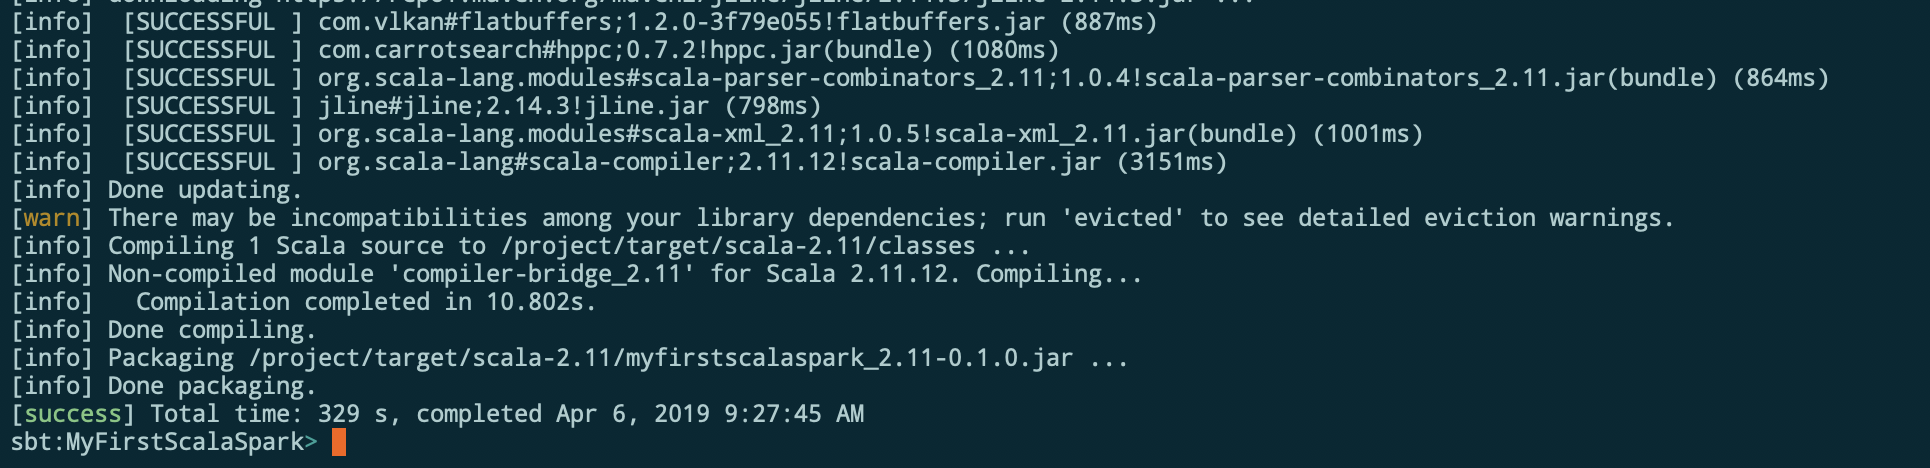 [info]  [SUCCESSFUL ] com.vlkan#flatbuffers;1.2.0-3f79e055!flatbuffers.jar (887ms)
[info]  [SUCCESSFUL ] com.carrotsearch#hppc;0.7.2!hppc.jar(bundle) (1080ms)
[info]  [SUCCESSFUL ] org.scala-lang.modules#scala-parser-combinators_2.11;1.0.4!scala-parser-combinators_2.11.jar(bundle) (864ms)
[info]  [SUCCESSFUL ] jline#jline;2.14.3!jline.jar (798ms)
[info]  [SUCCESSFUL ] org.scala-lang.modules#scala-xml_2.11;1.0.5!scala-xml_2.11.jar(bundle) (1001ms)
[info]  [SUCCESSFUL ] org.scala-lang#scala-compiler;2.11.12!scala-compiler.jar (3151ms)
[info] Done updating.
[warn] There may be incompatibilities among your library dependencies; run 'evicted' to see detailed eviction warnings.
[info] Compiling 1 Scala source to /project/target/scala-2.11/classes ...
[info] Non-compiled module 'compiler-bridge_2.11' for Scala 2.11.12. Compiling...
[info]   Compilation completed in 10.802s.
[info] Done compiling.
[info] Packaging /project/target/scala-2.11/myfirstscalaspark_2.11-0.1.0.jar ...
[info] Done packaging.
[success] Total time: 329 s, completed Apr 6, 2019 9:27:45 AM
sbt:MyFirstScalaSpark>